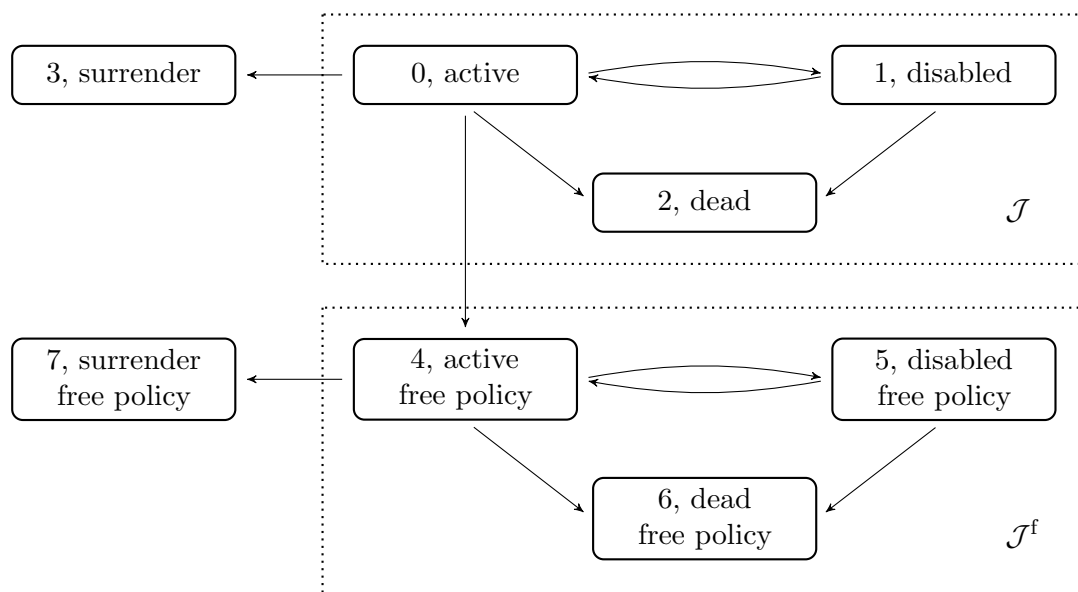 3, surrender
0, active
1, disabled
2, dead
𝒥
7, surrender
free policy
4, active
free policy
5, disabled
free policy
6, dead
free policy
𝒥ᶠ